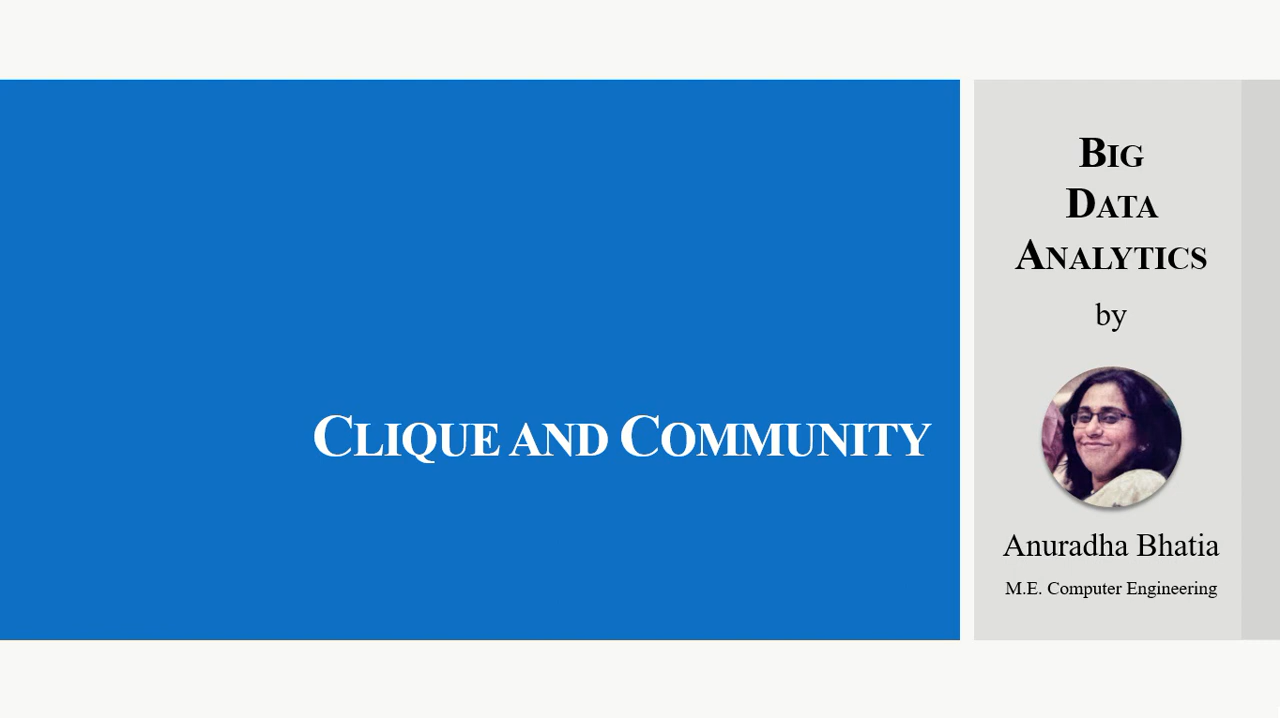 CLIQUE AND COMMUNITY
BIG
DATA
ANALYTICS
by
Anuradha Bhatia
M.E. Computer Engineering